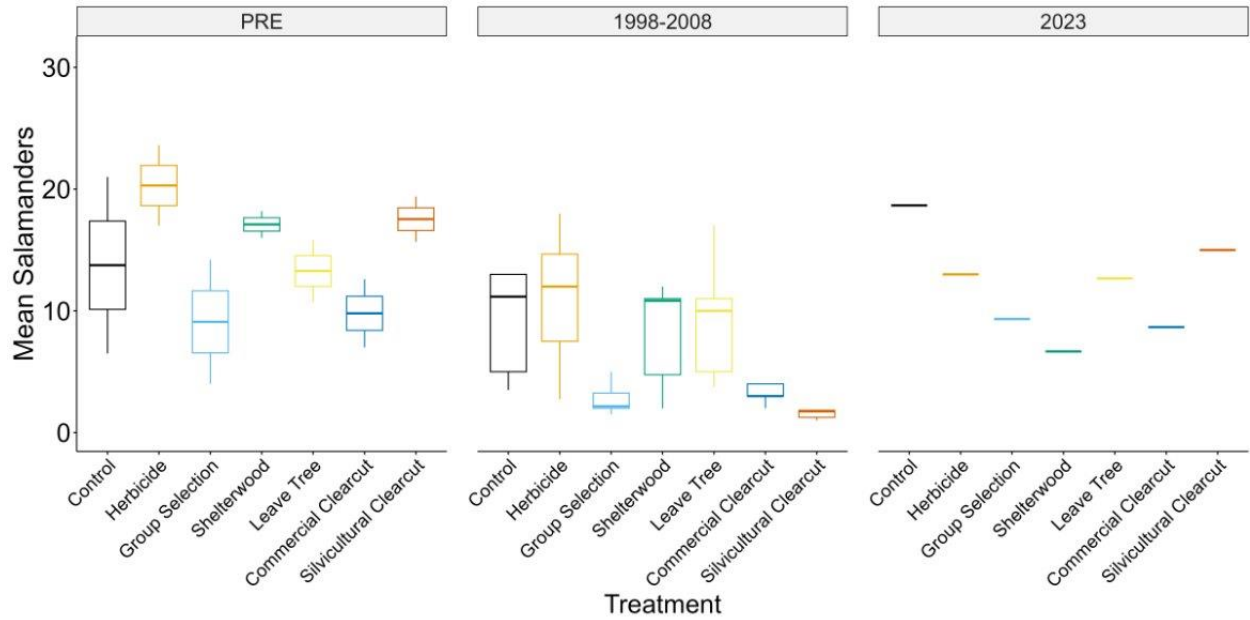 PRE
1998-2008
2023
Mean Salamanders
30
20
10
0
Control
Herbicide
Group Selection
Shelterwood
Leave Tree
Commercial Clearcut
Silvicultural Clearcut
Control
Herbicide
Group Selection
Shelterwood
Leave Tree
Commercial Clearcut
Silvicultural Clearcut
Control
Herbicide
Group Selection
Shelterwood
Leave Tree
Commercial Clearcut
Silvicultural Clearcut
Treatment